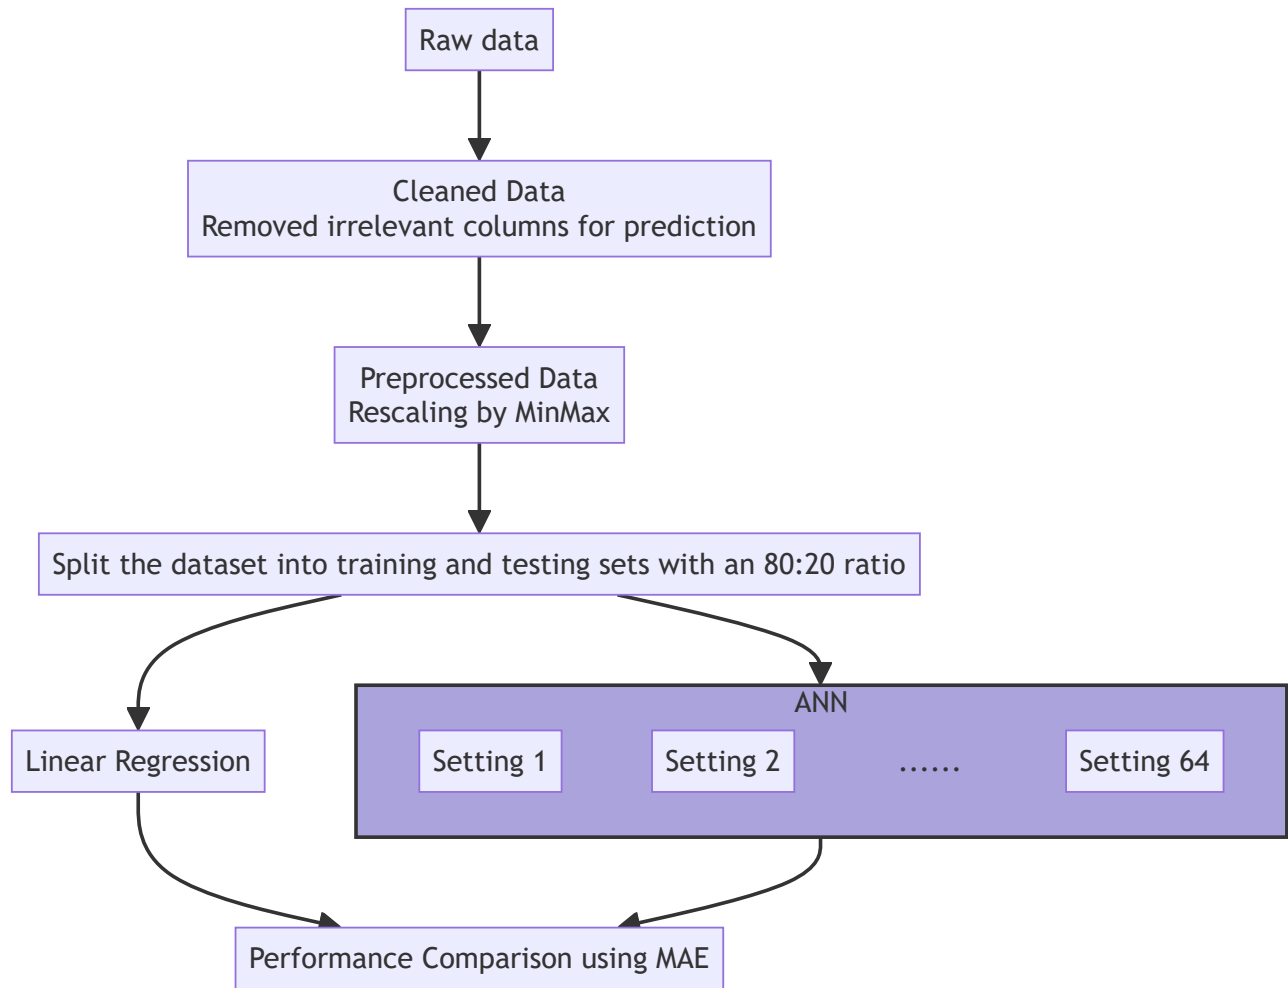 Raw data
Cleaned Data
Removed irrelevant columns for prediction
Preprocessed Data
Rescaling by MinMax
Split the dataset into training and testing sets with an 80:20 ratio
ANN
Linear Regression
Setting 1
Setting 2
......
Setting 64
Performance Comparison using MAE